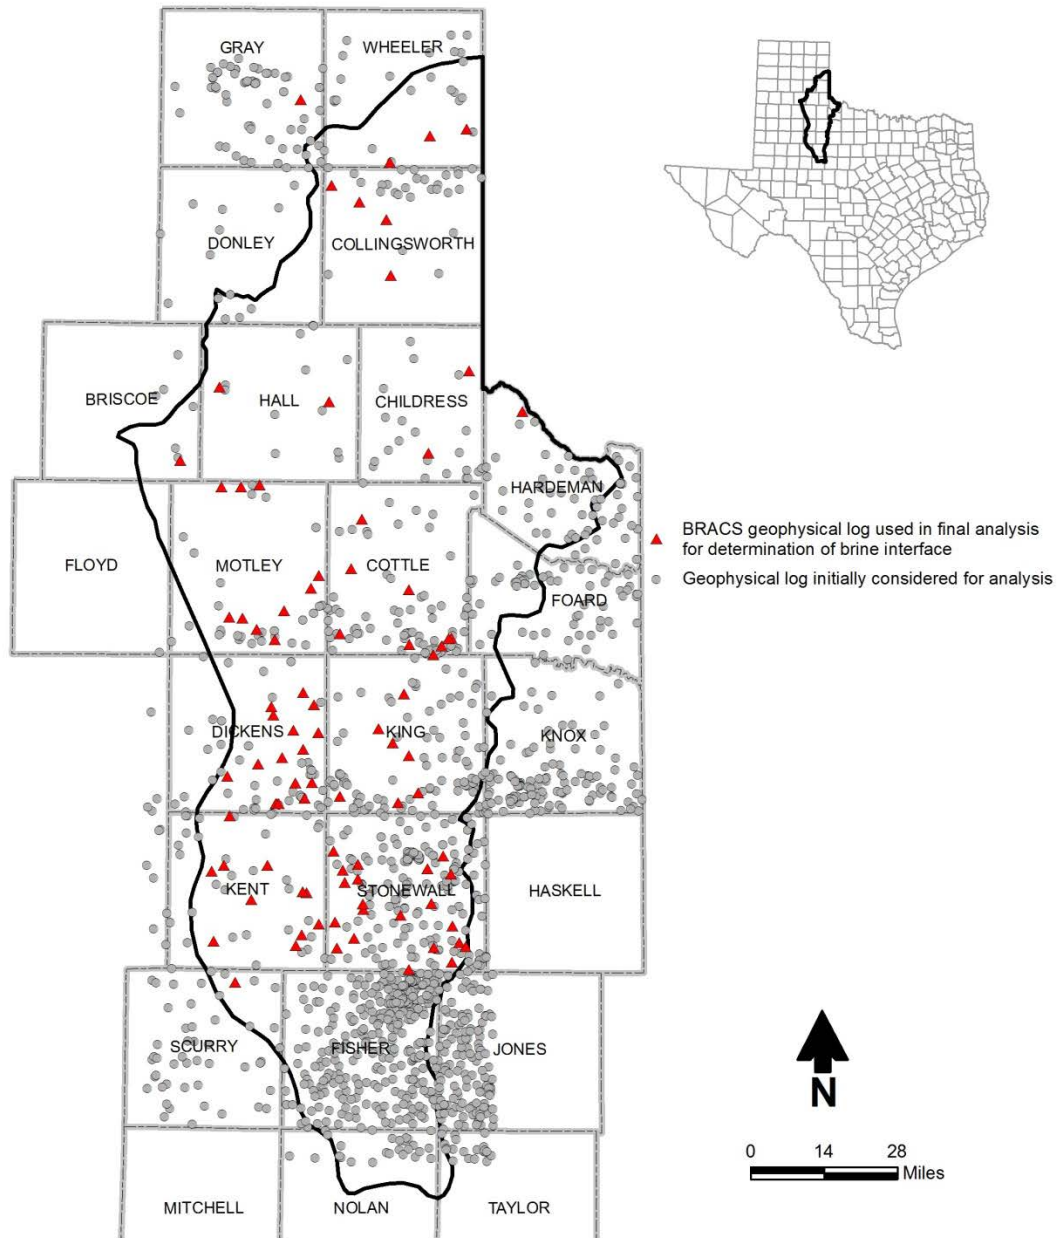 GRAY
WHEELER
DONLEY
COLLINGSWORTH
BRISCOE
HALL
CHILDRESS
HARDEMAN
BRACS geophysical log used in final analysis
for determination of brine interface
Geophysical log initially considered for analysis
FLOYD
MOTLEY
COTTLE
FOARD
DICKENS
KING
KNOX
KENT
STONEWALL
HASKELL
SCURRY
FISHER
JONES
N
0 14 28
Miles
MITCHELL
NOLAN
TAYLOR